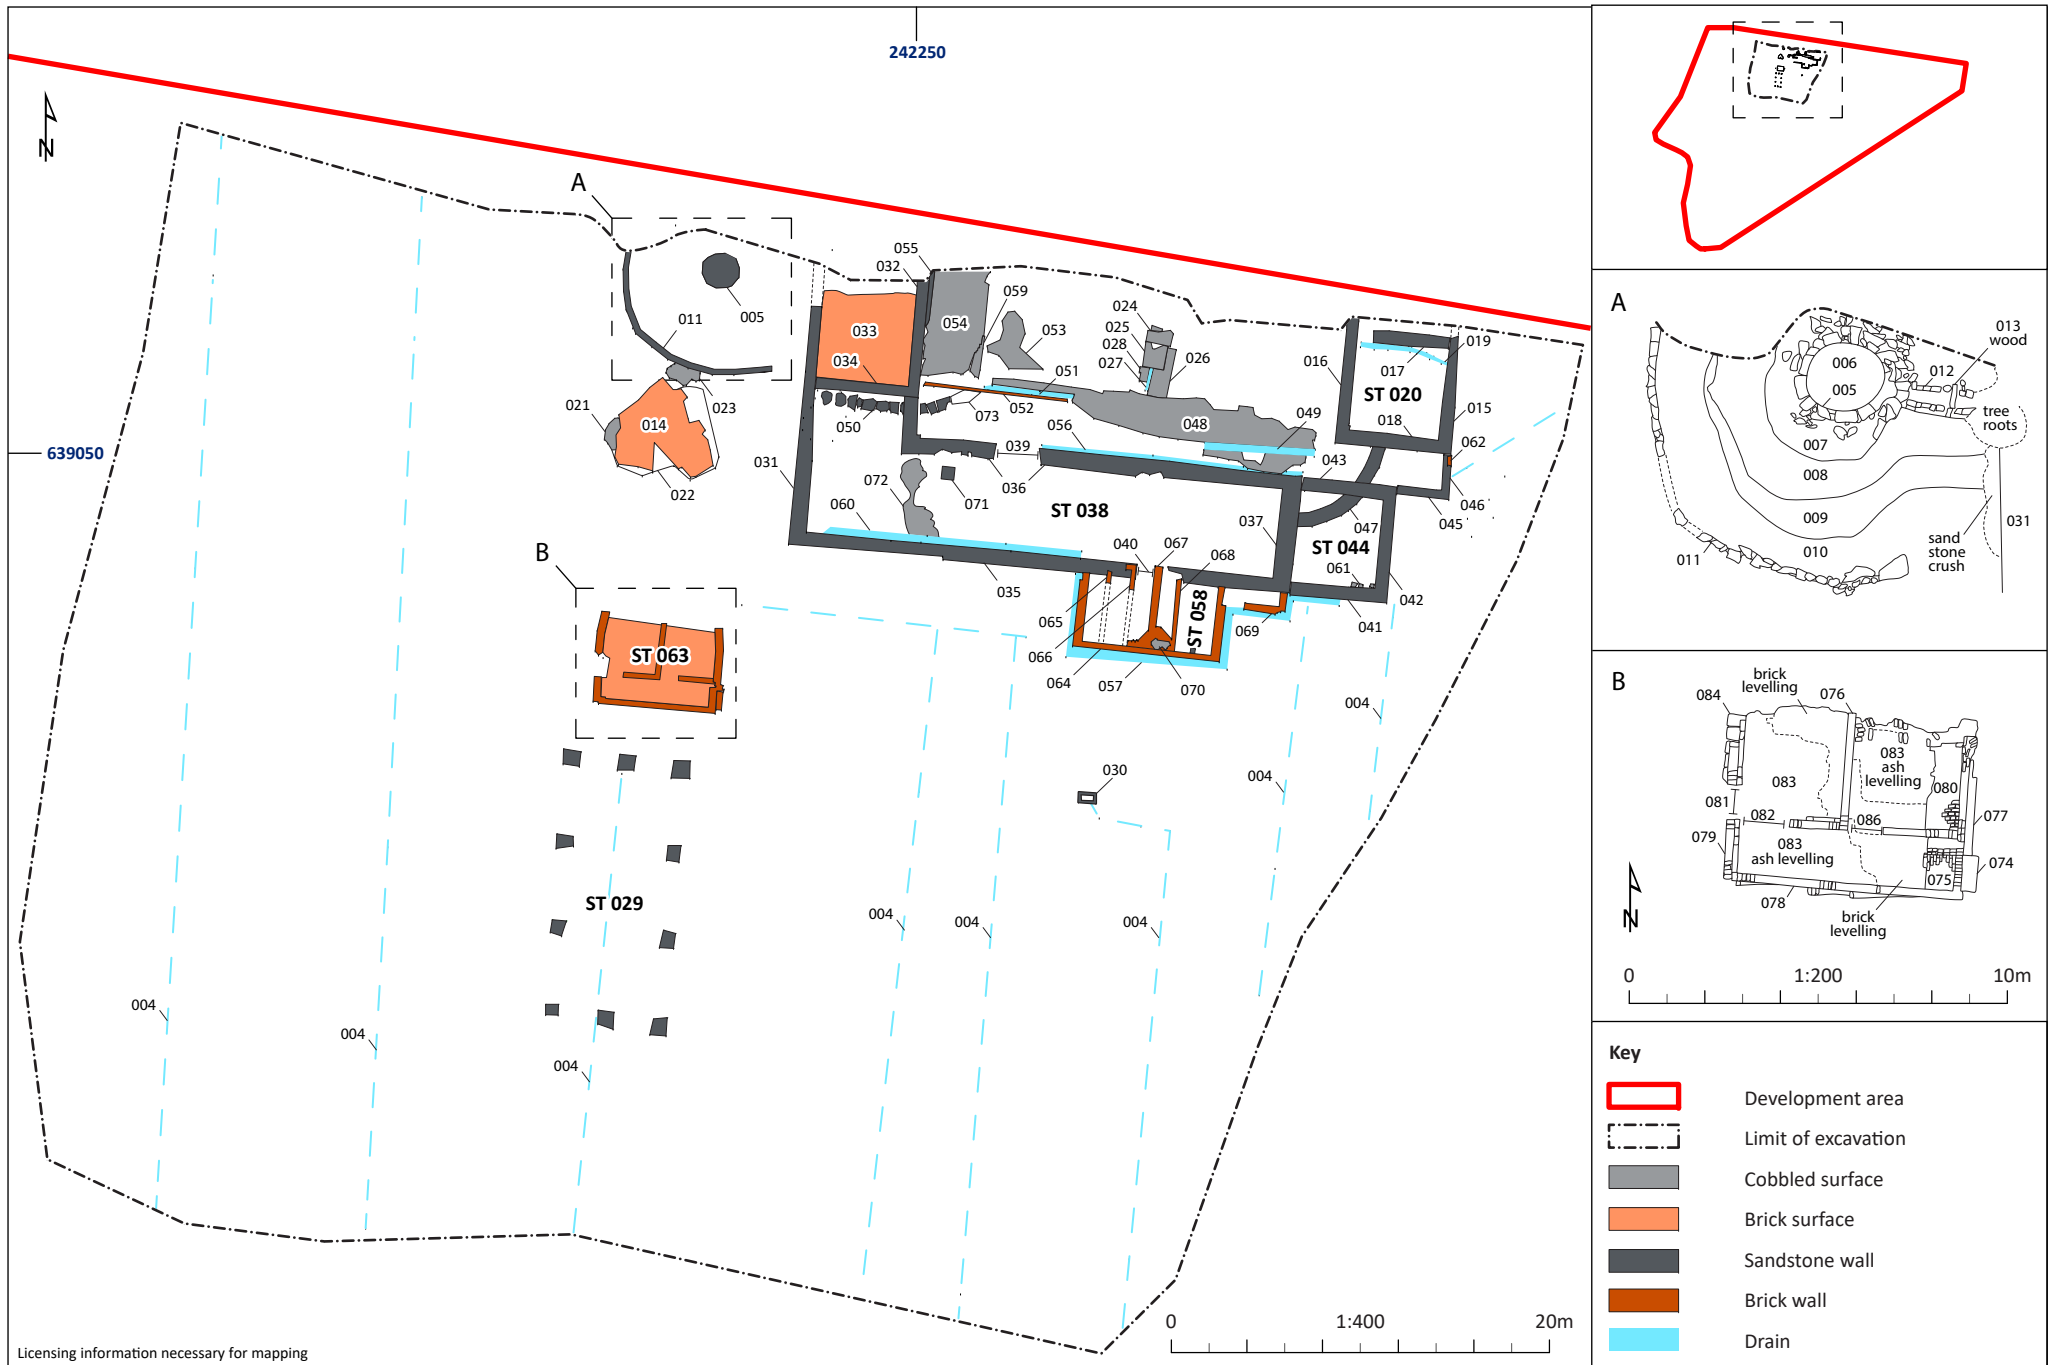 242250
639050
N
A
B
055
032
059
054
053
033
034
005
011
023
021
014
022
024
025
028
027
026
051
052
073
050
048
049
056
039
036
031
072
071
060
ST 038
037
035
040
067
068
065
066
064
057
070
069
ST 058
016
017
019
ST 020
018
015
062
043
046
045
047
ST 044
061
042
041
ST 063
ST 029
030
004
004
004
004
004
004
004
004
0
1:400
20m
Licensing information necessary for mapping
A
006
005
012
013
wood
tree
roots
007
008
009
010
011
sand
stone
crush
031
B
084
brick
levelling
076
083
083
ash
levelling
080
081
082
086
077
079
083
ash levelling
075
074
078
brick
levelling
N
0
1:200
10m
Key
Development area
Limit of excavation
Cobbled surface
Brick surface
Sandstone wall
Brick wall
Drain